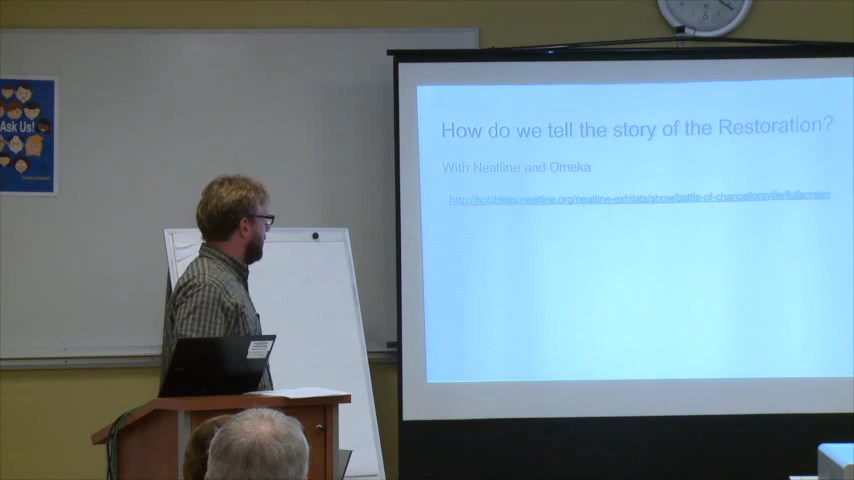 Ask Us!
How do we tell the story of the Restoration?
With Neatline and Omeka
http://hotchkiss.neatline.org/neatline-exhibits/show/battle-of-chancellorsville/fullscreen